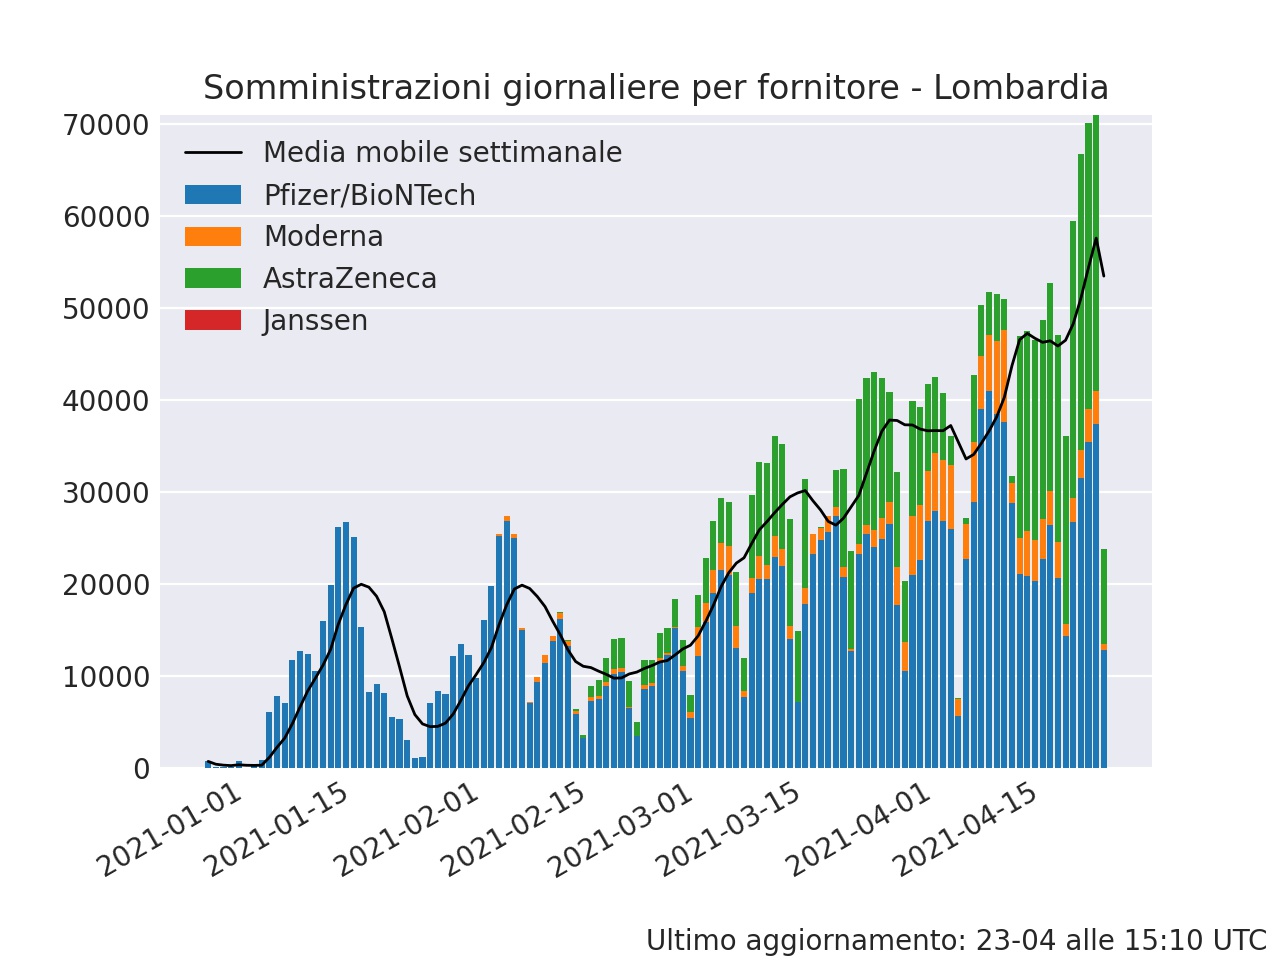 Somministrazioni giornaliere per fornitore - Lombardia
70000
60000
50000
40000
30000
20000
10000
0
Media mobile settimanale
Pfizer/BioNTech
Moderna
AstraZeneca
Janssen
2021-01-01
2021-01-15
2021-02-01
2021-02-15
2021-03-01
2021-03-15
2021-04-01
2021-04-15
Ultimo aggiornamento: 23-04 alle 15:10 UTC